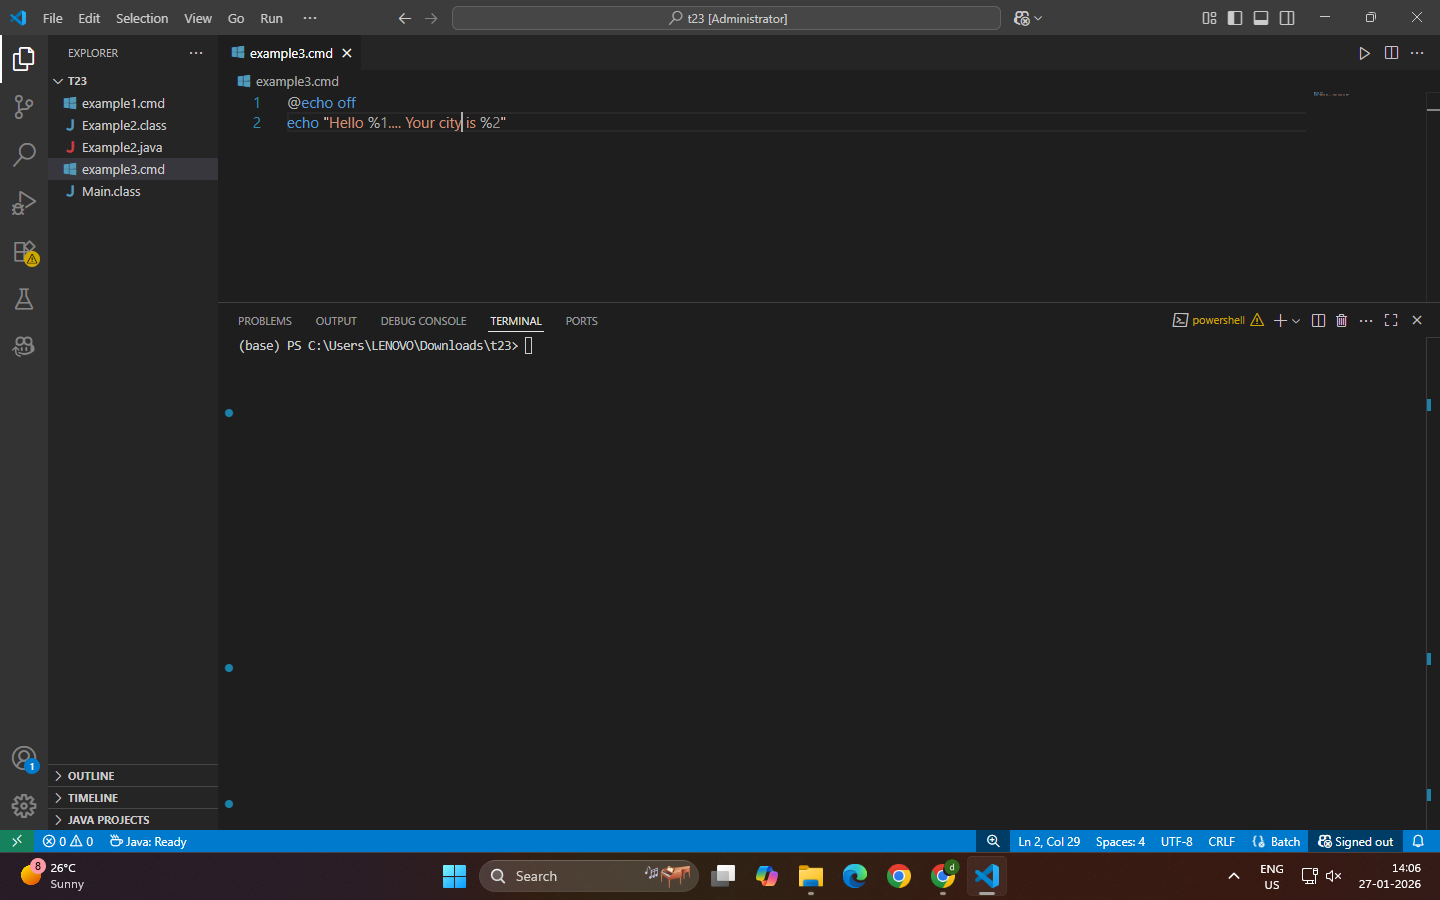 File Edit Selection View Go Run ··· t23 [Administrator]
EXPLORER ···
T23
example1.cmd
Example2.class
Example2.java
example3.cmd
Main.class
OUTLINE
TIMELINE
JAVA PROJECTS
example3.cmd
example3.cmd
1 @echo off
2 echo "Hello %1.... Your city is %2"
PROBLEMS OUTPUT DEBUG CONSOLE TERMINAL PORTS powershell
(base) PS C:\Users\LENOVO\Downloads\t23>
1
0 0 Java: Ready Ln 2, Col 29 Spaces: 4 UTF-8 CRLF Batch Signed out
8
26°C
Sunny
Search
d
ENG
US
14:06
27-01-2026